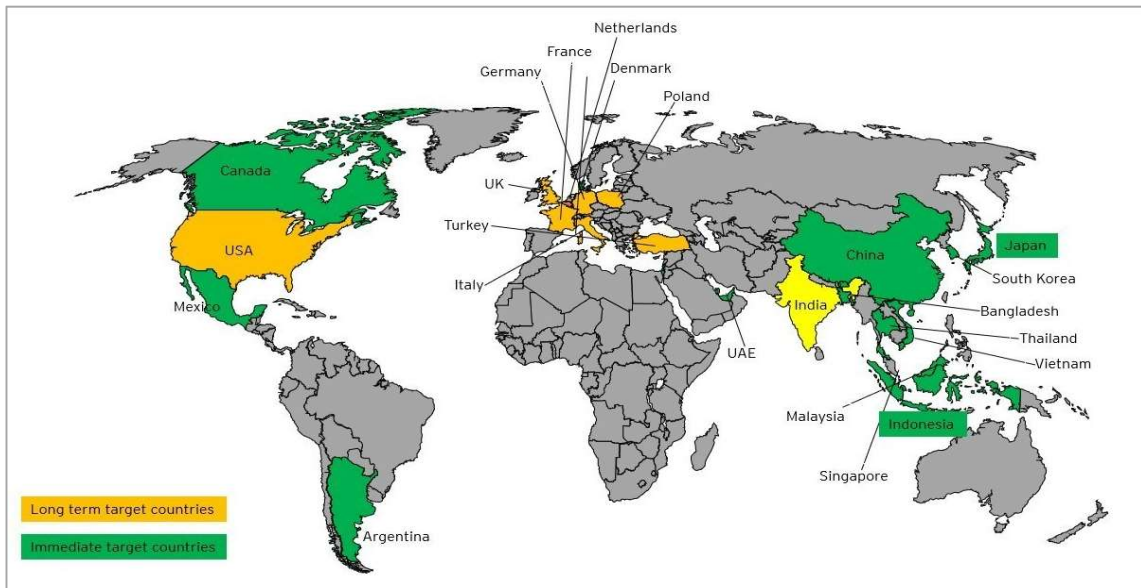 Netherlands
France
Germany
Denmark
Poland
Canada
UK
USA
Turkey
China
Japan
South Korea
Italy
Mexico
India
Bangladesh
UAE
Thailand
Vietnam
Malaysia
Indonesia
Singapore
Long term target countries
Argentina
Immediate target countries